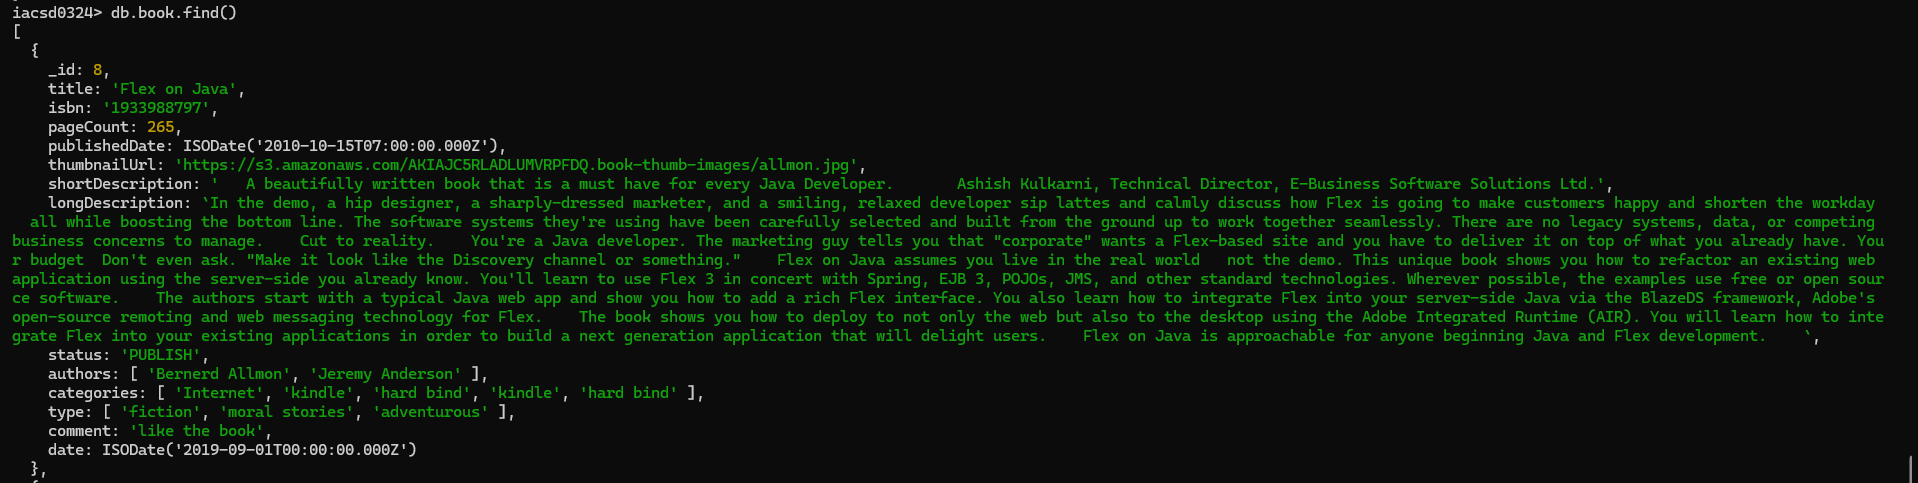 iacsd0324> db.book.find()
[
  {
    _id: 8,
    title: 'Flex on Java',
    isbn: '1933988797',
    pageCount: 265,
    publishedDate: ISODate('2010-10-15T07:00:00.000Z'),
    thumbnailUrl: 'https://s3.amazonaws.com/AKIAJC5RLADLUMVRPFDQ.book-thumb-images/allmon.jpg',
    shortDescription: '   A beautifully written book that is a must have for every Java Developer.       Ashish Kulkarni, Technical Director, E-Business Software Solutions Ltd.',
    longDescription: `In the demo, a hip designer, a sharply-dressed marketer, and a smiling, relaxed developer sip lattes and calmly discuss how Flex is going to make customers happy and shorten the workday
  all while boosting the bottom line. The software systems they're using have been carefully selected and built from the ground up to work together seamlessly. There are no legacy systems, data, or competing
business concerns to manage.    Cut to reality.    You're a Java developer. The marketing guy tells you that "corporate" wants a Flex-based site and you have to deliver it on top of what you already have. You
r budget  Don't even ask. "Make it look like the Discovery channel or something."    Flex on Java assumes you live in the real world   not the demo. This unique book shows you how to refactor an existing web
application using the server-side you already know. You'll learn to use Flex 3 in concert with Spring, EJB 3, POJOs, JMS, and other standard technologies. Wherever possible, the examples use free or open sour
ce software.    The authors start with a typical Java web app and show you how to add a rich Flex interface. You also learn how to integrate Flex into your server-side Java via the BlazeDS framework, Adobe's
open-source remoting and web messaging technology for Flex.    The book shows you how to deploy to not only the web but also to the desktop using the Adobe Integrated Runtime (AIR). You will learn how to inte
grate Flex into your existing applications in order to build a next generation application that will delight users.    Flex on Java is approachable for anyone beginning Java and Flex development.    `,
    status: 'PUBLISH',
    authors: [ 'Bernerd Allmon', 'Jeremy Anderson' ],
    categories: [ 'Internet', 'kindle', 'hard bind', 'kindle', 'hard bind' ],
    type: [ 'fiction', 'moral stories', 'adventurous' ],
    comment: 'like the book',
    date: ISODate('2019-09-01T00:00:00.000Z')
  },